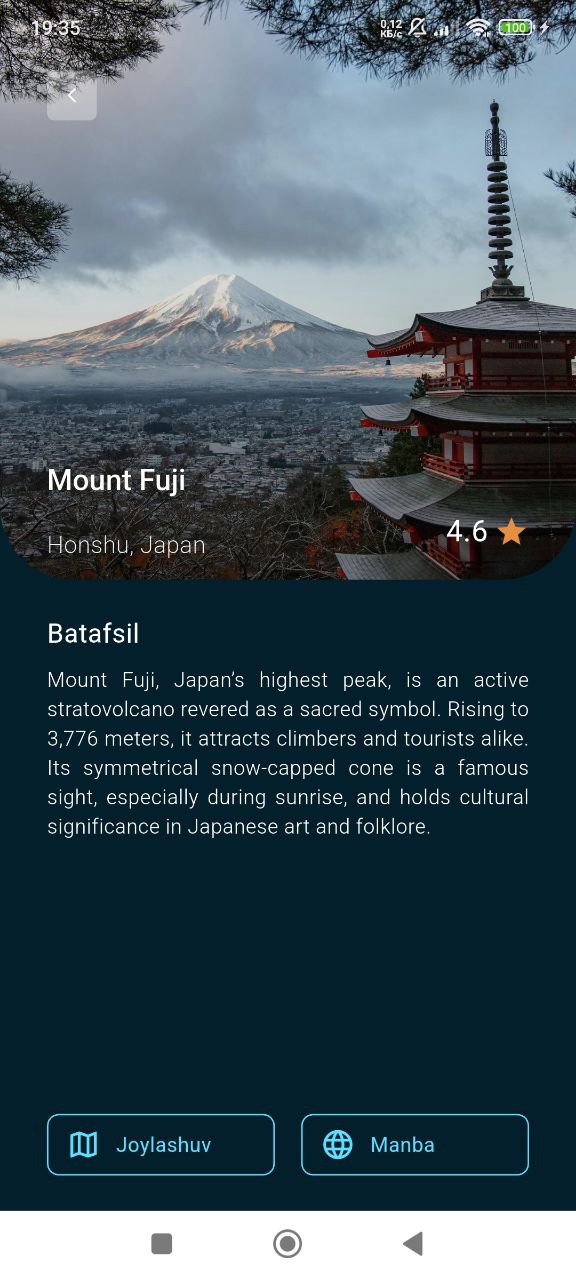 19:35
0,12
КБ/с
100
Mount Fuji
Honshu, Japan
4.6
Batafsil
Mount Fuji, Japan’s highest peak, is an active
stratovolcano revered as a sacred symbol. Rising to
3,776 meters, it attracts climbers and tourists alike.
Its symmetrical snow-capped cone is a famous
sight, especially during sunrise, and holds cultural
significance in Japanese art and folklore.
Joylashuv
Manba